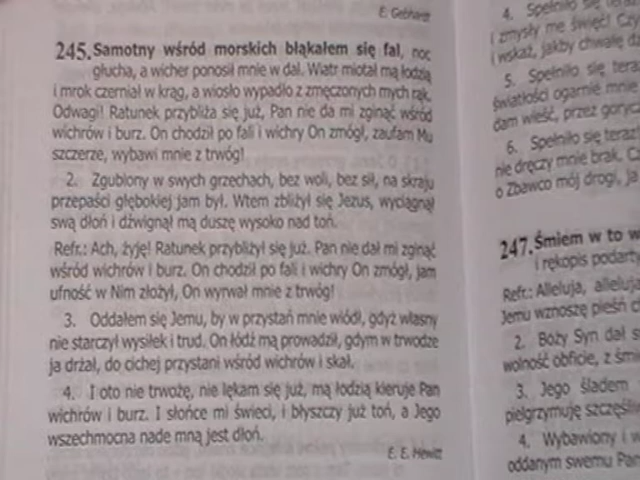 E. Gebhardt
245. Samotny wśród morskich błąkałem się fal, noc
głucha, a wicher ponosił mnie w dal. Wiatr miotał mą łodzią
i mrok czerniał w krąg, a wiosło wypadło z zmęczonych mych rąk.
Odwagi! Ratunek przybliża się już, Pan nie da mi zginąć wśród
wichrów i burz. On chodził po fali i wichry On zmógł, zaufam Mu
szczerze, wybawi mnie z trwóg!
2. Zgubiony w swych grzechach, bez woli, bez sił, na skraju
przepaści głębokiej jam był. Wtem zbliżył się Jezus, wyciągnął
swą dłoń i dźwignął mą duszę wysoko nad toń.
Refr.: Ach, żyję! Ratunek przybliżył się już. Pan nie dał mi zginąć
wśród wichrów i burz. On chodził po fali i wichry On zmógł, jam
ufność w Nim złożył, On wyrwał mnie z trwóg!
3. Oddałem się Jemu, by w przystań mnie wiódł, gdyż własny
nie starczył wysiłek i trud. On łódź mą prowadził, gdym w trwodze
ja drżał, do cichej przystani wśród wichrów i skał.
4. I oto nie trwożę, nie lękam się już, mą łodzią kieruje Pan
wichrów i burz. I słońce mi świeci, i błyszczy już toń, a Jego
wszechmocna nade mną jest dłoń.
E. E. Hewitt
4. Spełniło się teraz
i zmysły me święci Czy
i wskaż, jakby chwałę
5. Spełniło się teraz
światłości ogarnie mnie
dam wieść, przez
6. Spełniło się teraz
nie dręczy mnie brak.
o Zbawco mój drogi, ja
247. Śmiem w to w
i rękopis podarty
Refr.: Alleluja, alleluja
Jemu wznoszę pieśń
2. Boży Syn dał s
wolność obficie, z
3. Jego śladem
pielgrzymuję
4. Wybawiony i w
oddanym swemu Pan